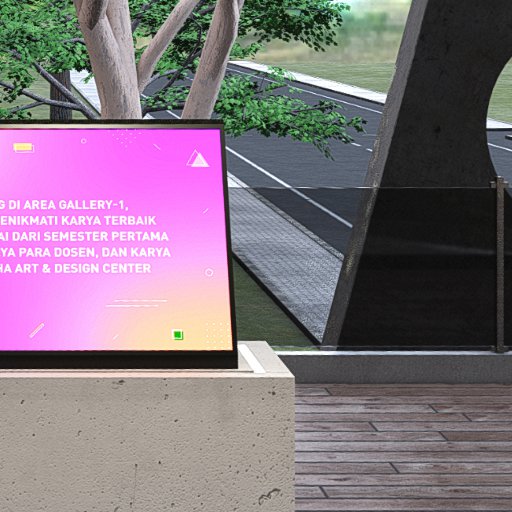 G DI AREA GALLERY-1,
ENIKMATI KARYA TERBAIK
AI DARI SEMESTER PERTAMA
YA PARA DOSEN, DAN KARYA
HA ART & DESIGN CENTER